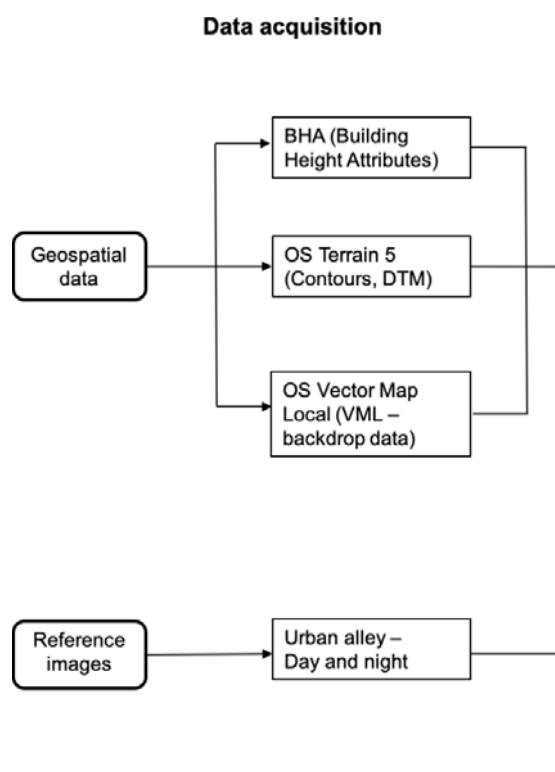 Data acquisition
BHA (Building
Height Attributes)
Geospatial
data
OS Terrain 5
(Contours, DTM)
OS Vector Map
Local (VML –
backdrop data)
Reference
images
Urban alley –
Day and night